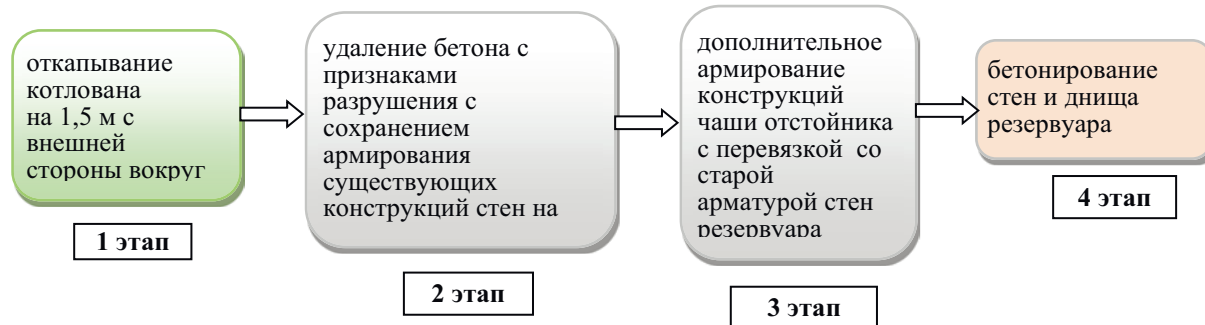 откапывание
котлована
на 1,5 м с
внешней
стороны вокруг
1 этап
удаление бетона с
признаками
разрушения с
сохранением
армирования
существующих
конструкций стен на
2 этап
дополнительное
армирование
конструкций
чаши отстойника
с перевязкой со
старой
арматурой стен
резервуара
3 этап
бетонирование
стен и днища
резервуара
4 этап